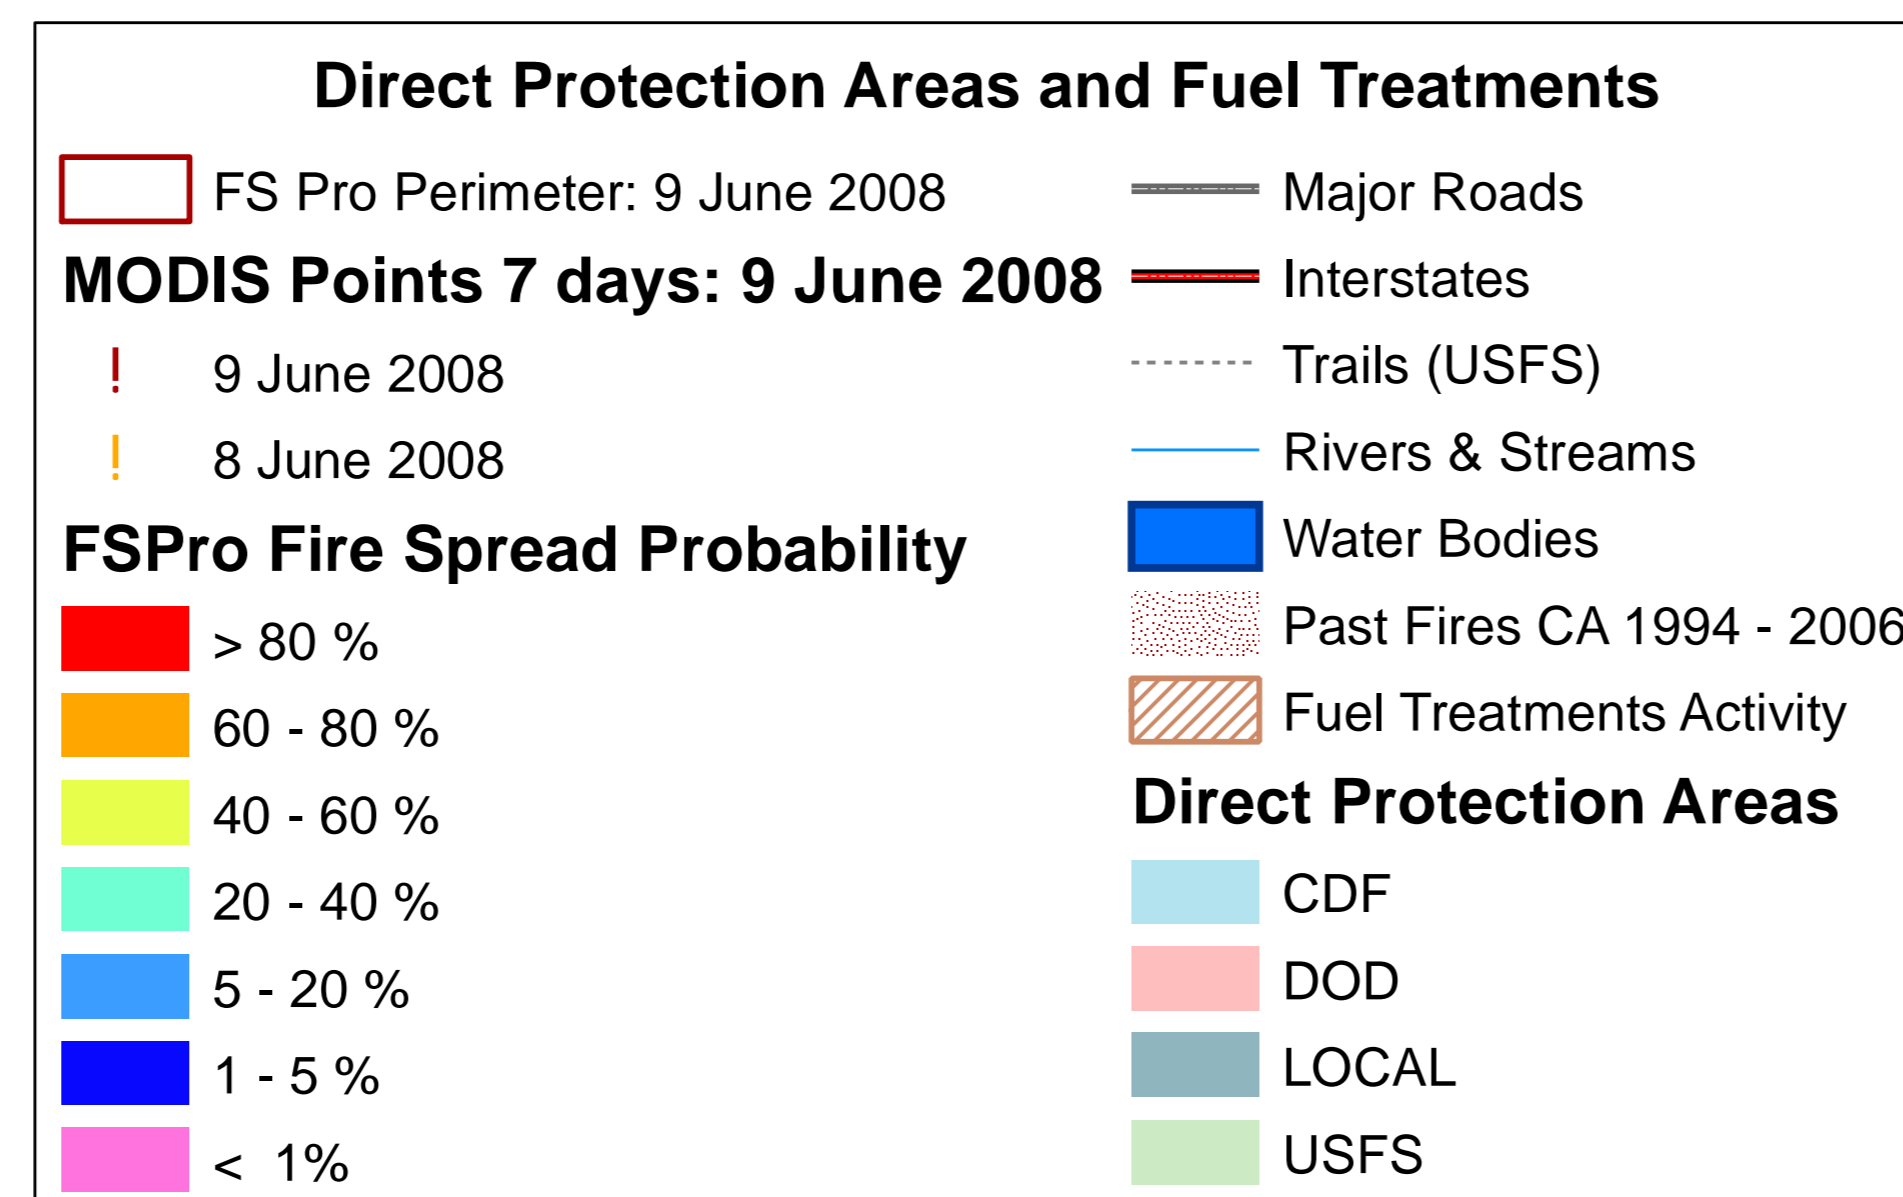 Direct Protection Areas and Fuel Treatments
FS Pro Perimeter: 9 June 2008
MODIS Points 7 days: 9 June 2008
! 9 June 2008
! 8 June 2008
FSPro Fire Spread Probability
> 80 %
60 - 80 %
40 - 60 %
20 - 40 %
5 - 20 %
1 - 5 %
< 1%
Major Roads
Interstates
Trails (USFS)
Rivers & Streams
Water Bodies
Past Fires CA 1994 - 2006
Fuel Treatments Activity
Direct Protection Areas
CDF
DOD
LOCAL
USFS